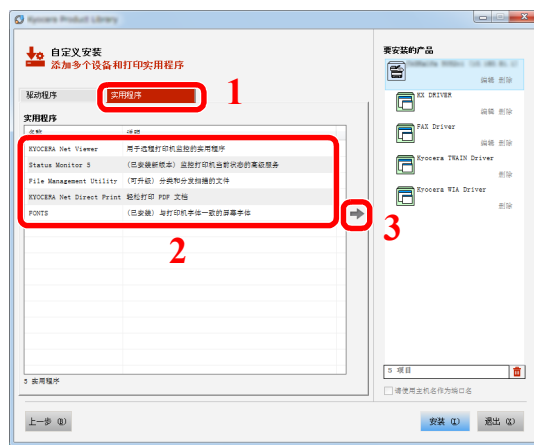 Kyocera Product Library
自定义安装
添加多个设备和打印实用程序
驱动程序
实用程序
1
实用程序
名称 详细
KYOCERA Net Viewer 用于远程打印机监控的实用程序
Status Monitor 5 (已安装新版本) 监控打印机当前状态的高级服务
File Management Utility (可升级) 分类和分发扫描的文件
KYOCERA Net Direct Print 轻松打印 PDF 文档
FONTS (已安装) 与打印机字体一致的屏幕字体
2
3
5 实用程序
要安装的产品
编辑 删除
KX DRIVER
编辑 删除
FAX Driver
编辑 删除
Kyocera TWAIN Driver
删除
Kyocera WIA Driver
删除
5 项目
请使用主机名作为端口名
上一步 (B)
安装 (I)
退出 (X)